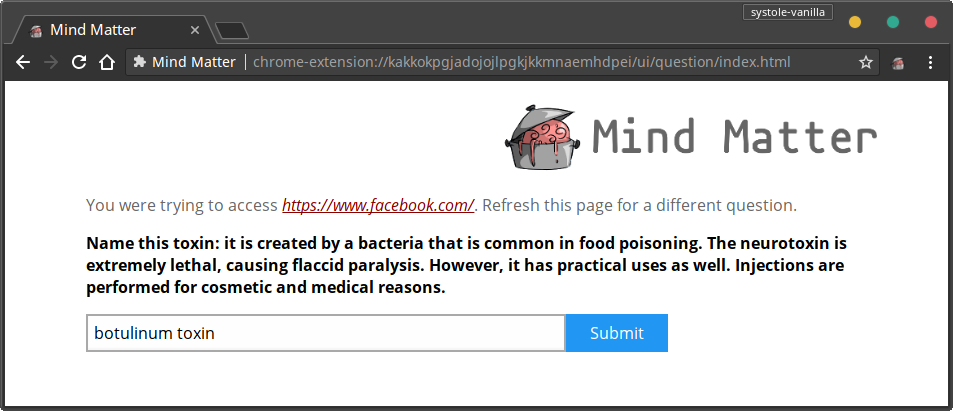 systole-vanilla
Mind Matter
Mind Matter chrome-extension://kakkokpgjadojojlpgkjkkmnaemhdpei/ui/question/index.html
Mind Matter
You were trying to access https://www.facebook.com/. Refresh this page for a different question.
Name this toxin: it is created by a bacteria that is common in food poisoning. The neurotoxin is
extremely lethal, causing flaccid paralysis. However, it has practical uses as well. Injections are
performed for cosmetic and medical reasons.
botulinum toxin Submit